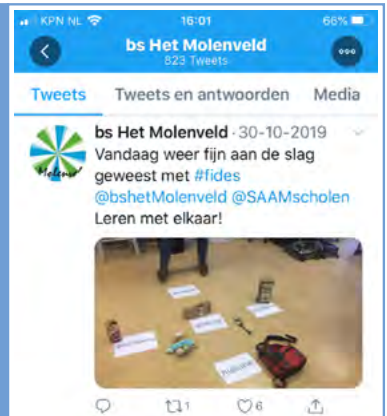 KPN NL 16:01 66%
bs Het Molenveld
823 Tweets
Tweets Tweets en antwoorden Media
bs Het Molenveld · 30-10-2019
Vandaag weer fijn aan de slag
geweest met #fides
@bshetMolenveld @SAAMscholen
Leren met elkaar!
1 6